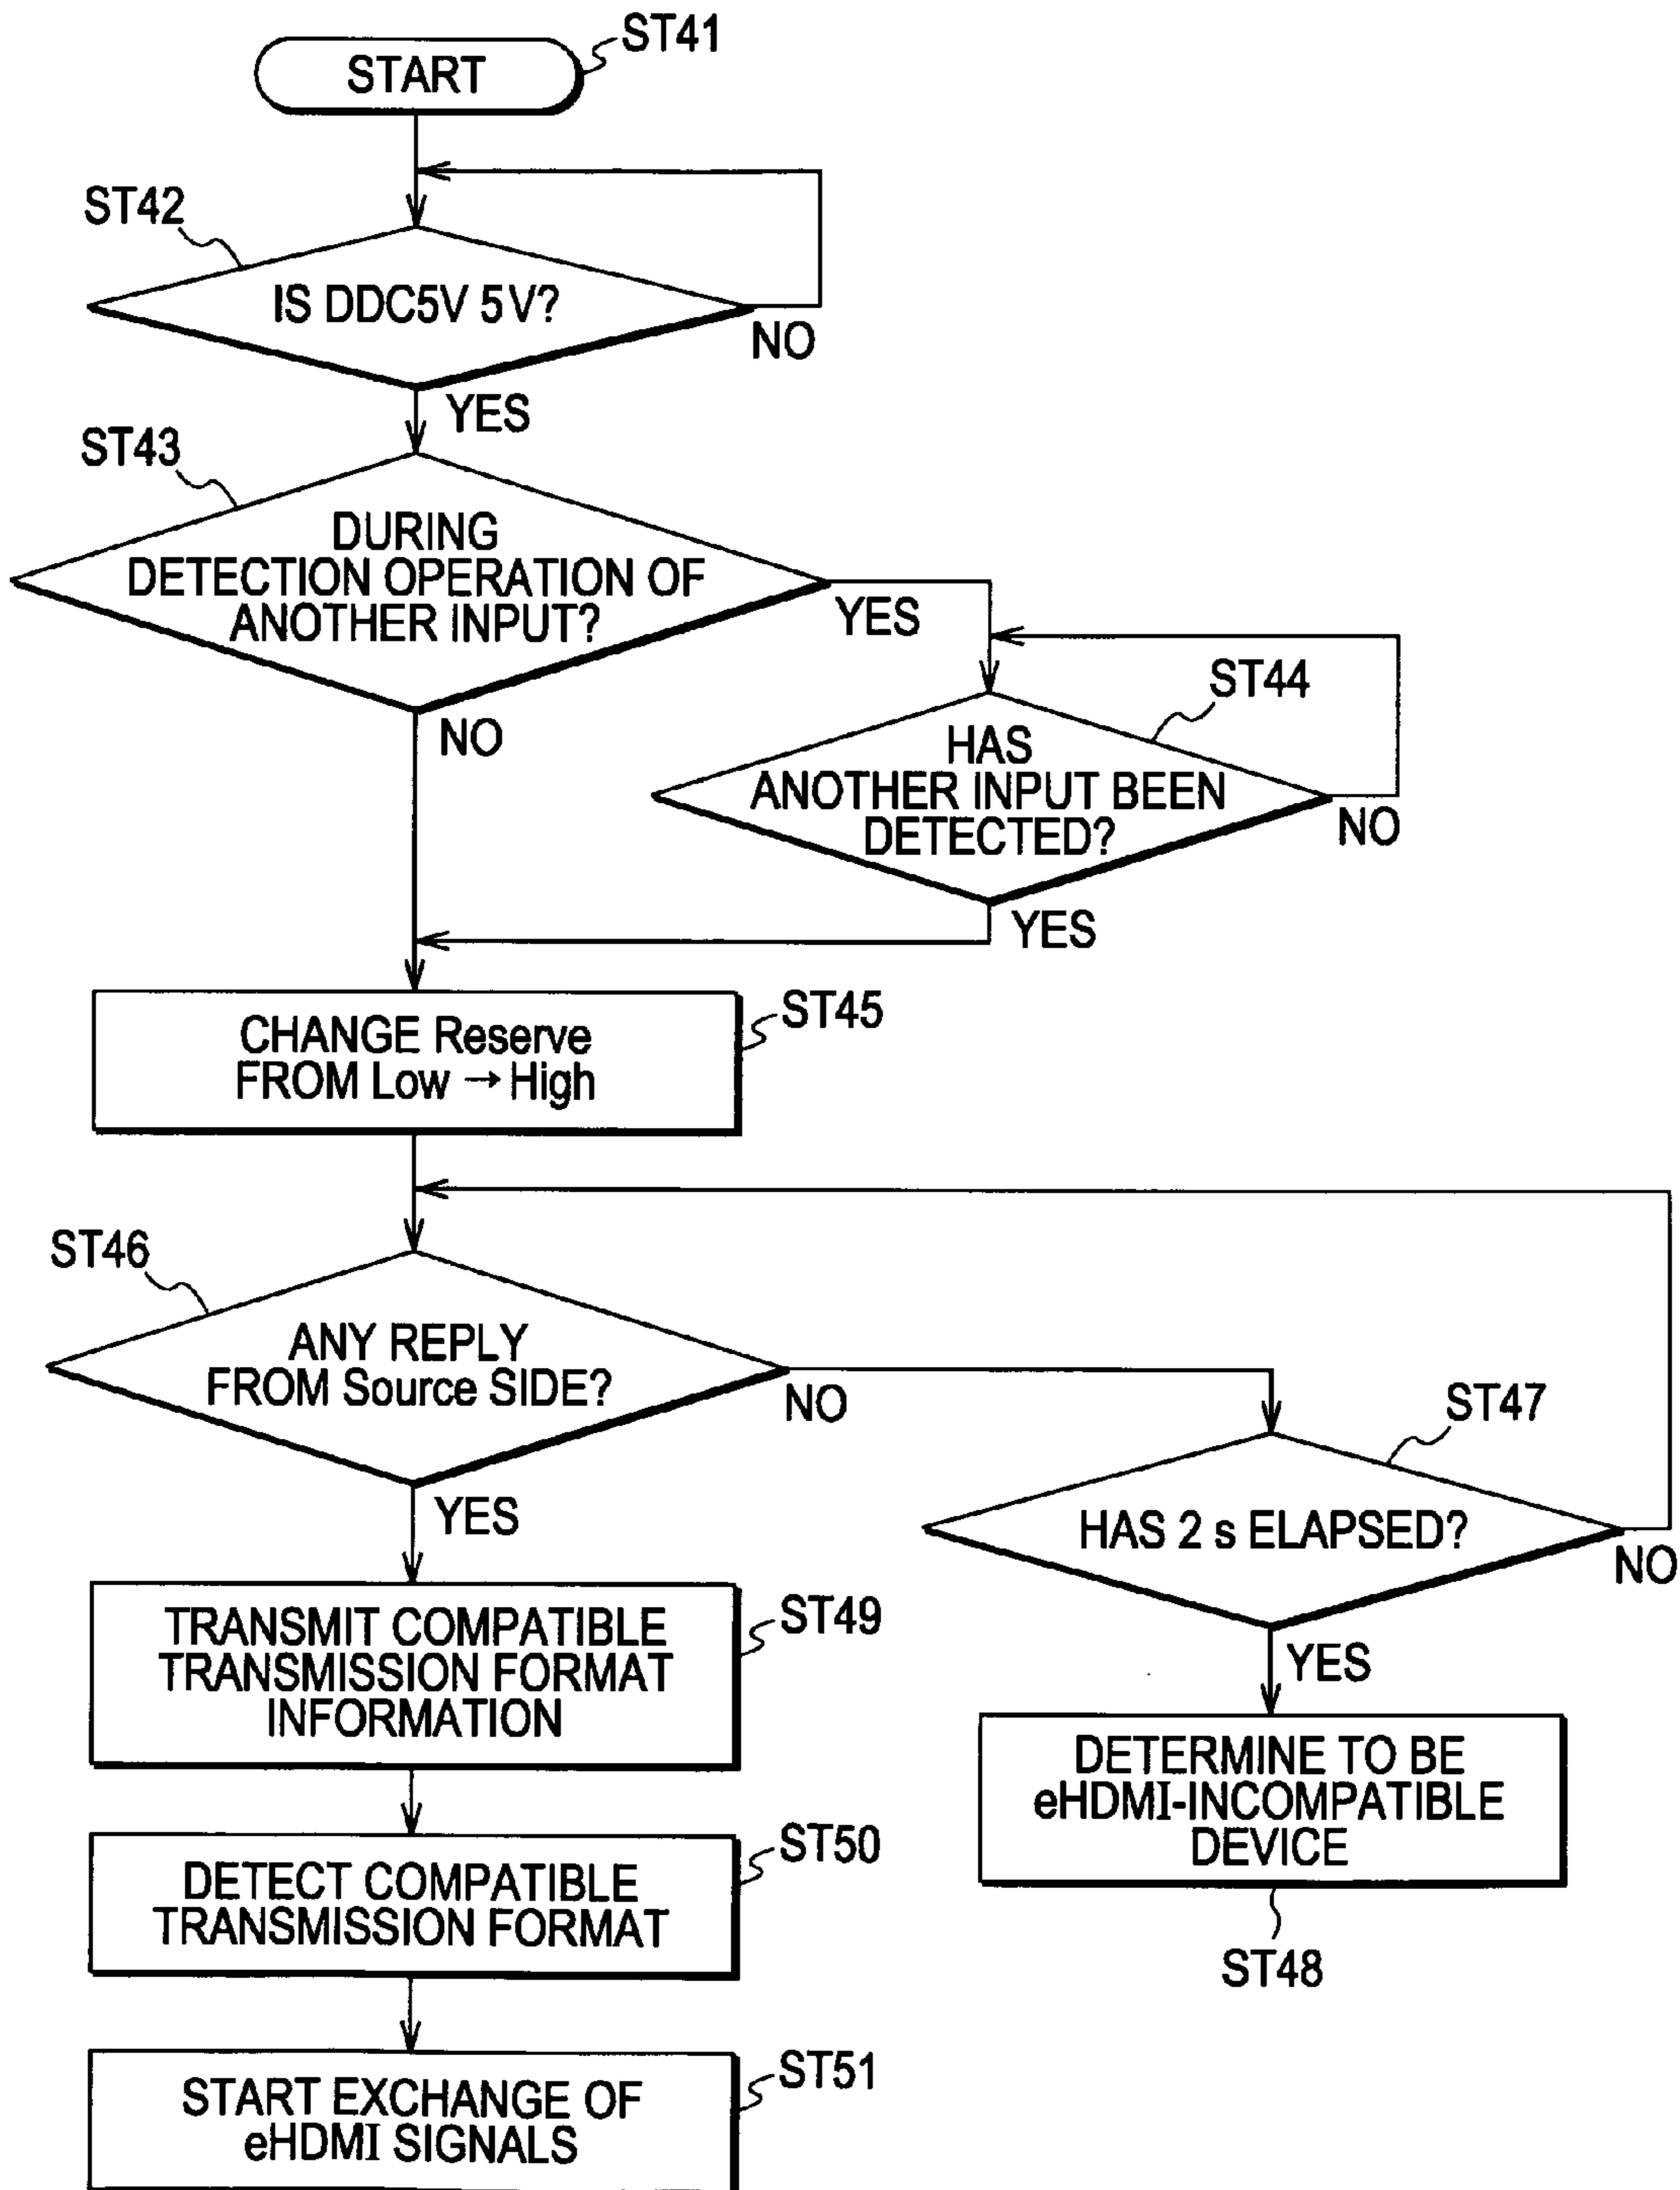 START
ST41
ST42
IS DDC5V 5V?
NO
YES
ST43
DURING
DETECTION OPERATION OF
ANOTHER INPUT?
YES
NO
ST44
HAS
ANOTHER INPUT BEEN
DETECTED?
NO
YES
CHANGE Reserve
FROM Low → High
ST45
ST46
ANY REPLY
FROM Source SIDE?
NO
YES
ST47
HAS 2 s ELAPSED?
NO
YES
DETERMINE TO BE
eHDMI-INCOMPATIBLE
DEVICE
ST48
TRANSMIT COMPATIBLE
TRANSMISSION FORMAT
INFORMATION
ST49
DETECT COMPATIBLE
TRANSMISSION FORMAT
ST50
START EXCHANGE OF
eHDMI SIGNALS
ST51